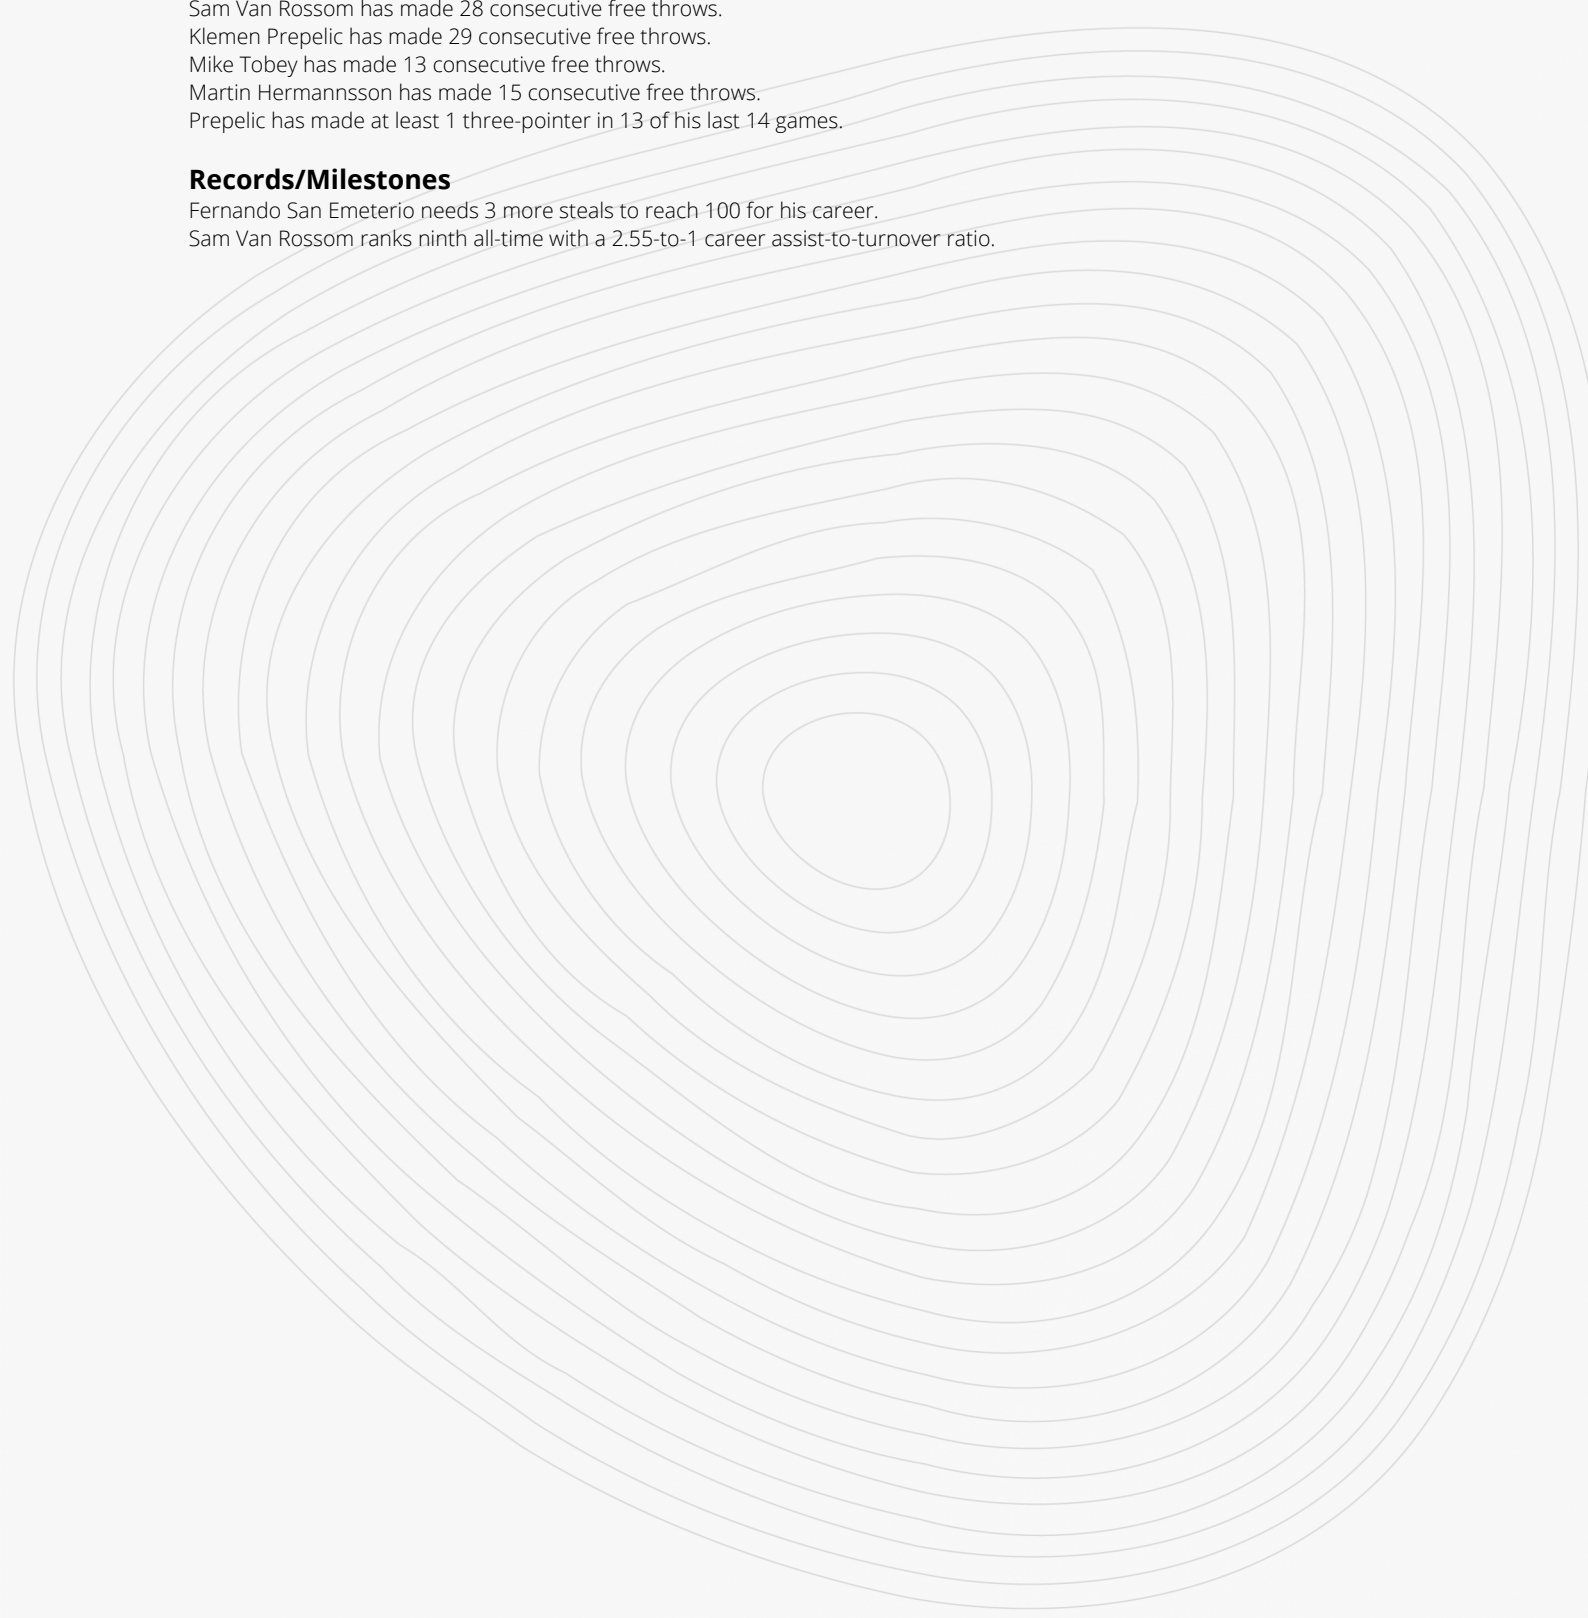 Sam Van Rossom has made 28 consecutive free throws.
Klemen Prepelic has made 29 consecutive free throws.
Mike Tobey has made 13 consecutive free throws.
Martin Hermannsson has made 15 consecutive free throws.
Prepelic has made at least 1 three-pointer in 13 of his last 14 games.
Records/Milestones
Fernando San Emeterio needs 3 more steals to reach 100 for his career.
Sam Van Rossom ranks ninth all-time with a 2.55-to-1 career assist-to-turnover ratio.